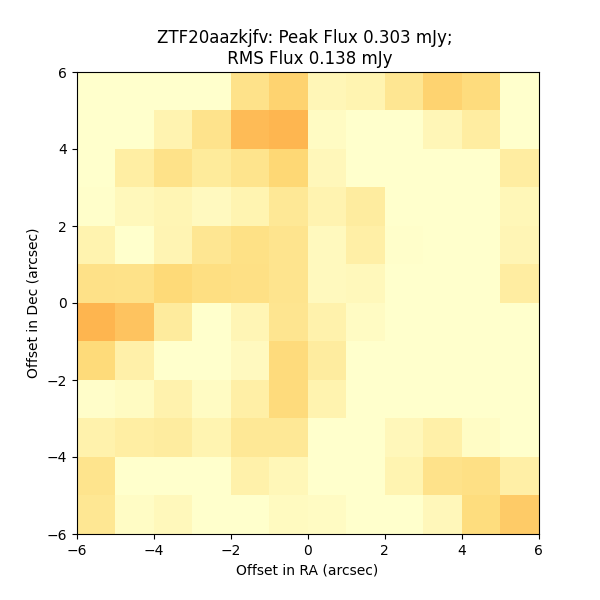 ZTF20aazkjfv: Peak Flux 0.303 mJy;
RMS Flux 0.138 mJy
6
4
2
0
−2
−4
−6
Offset in Dec (arcsec)
−6 −4 −2 0 2 4 6
Offset in RA (arcsec)